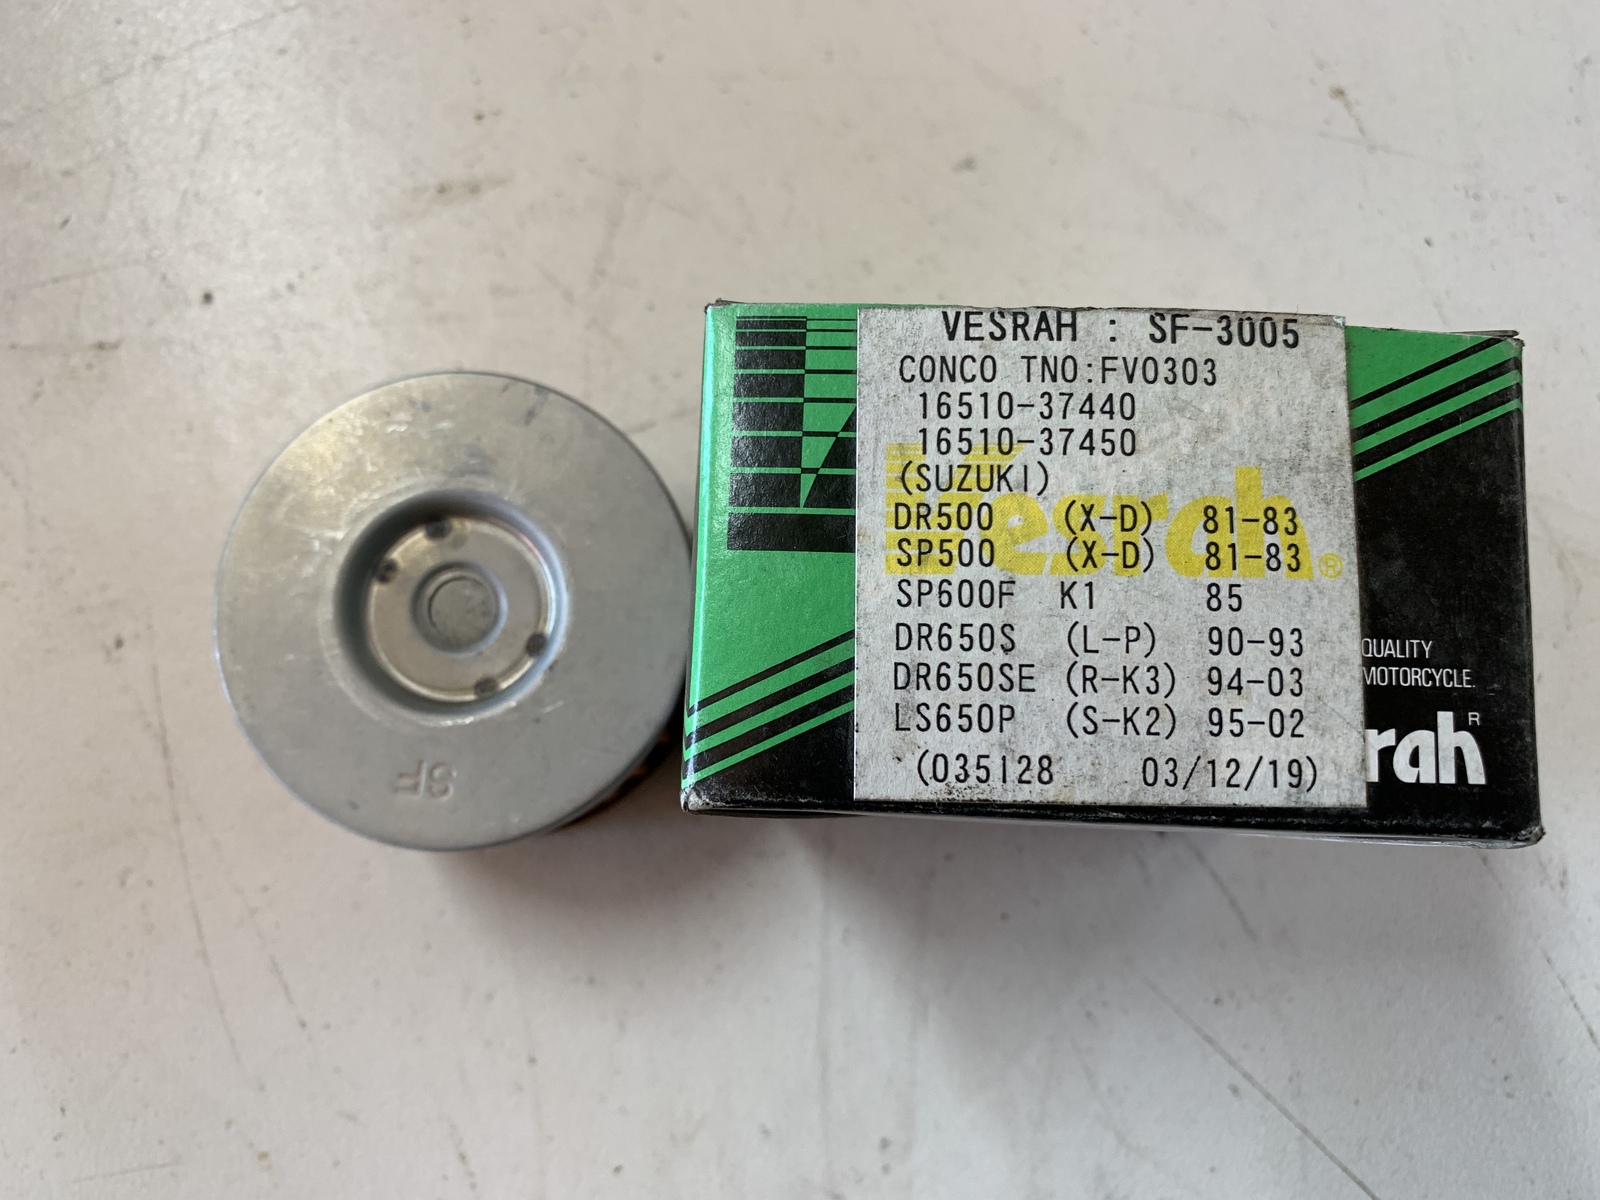 VESRAH : SF-3005
CONCO TNO:FV0303
16510-37440
16510-37450
(SUZUKI)
DR500 (X-D) 81-83
SP500 (X-D) 81-83
SP600F K1 85
DR650S (L-P) 90-93
DR650SE (R-K3) 94-03
LS650P (S-K2) 95-02
(035128 03/12/19)
Vesrah®
QUALITY
MOTORCYCLE.
rah R
SF